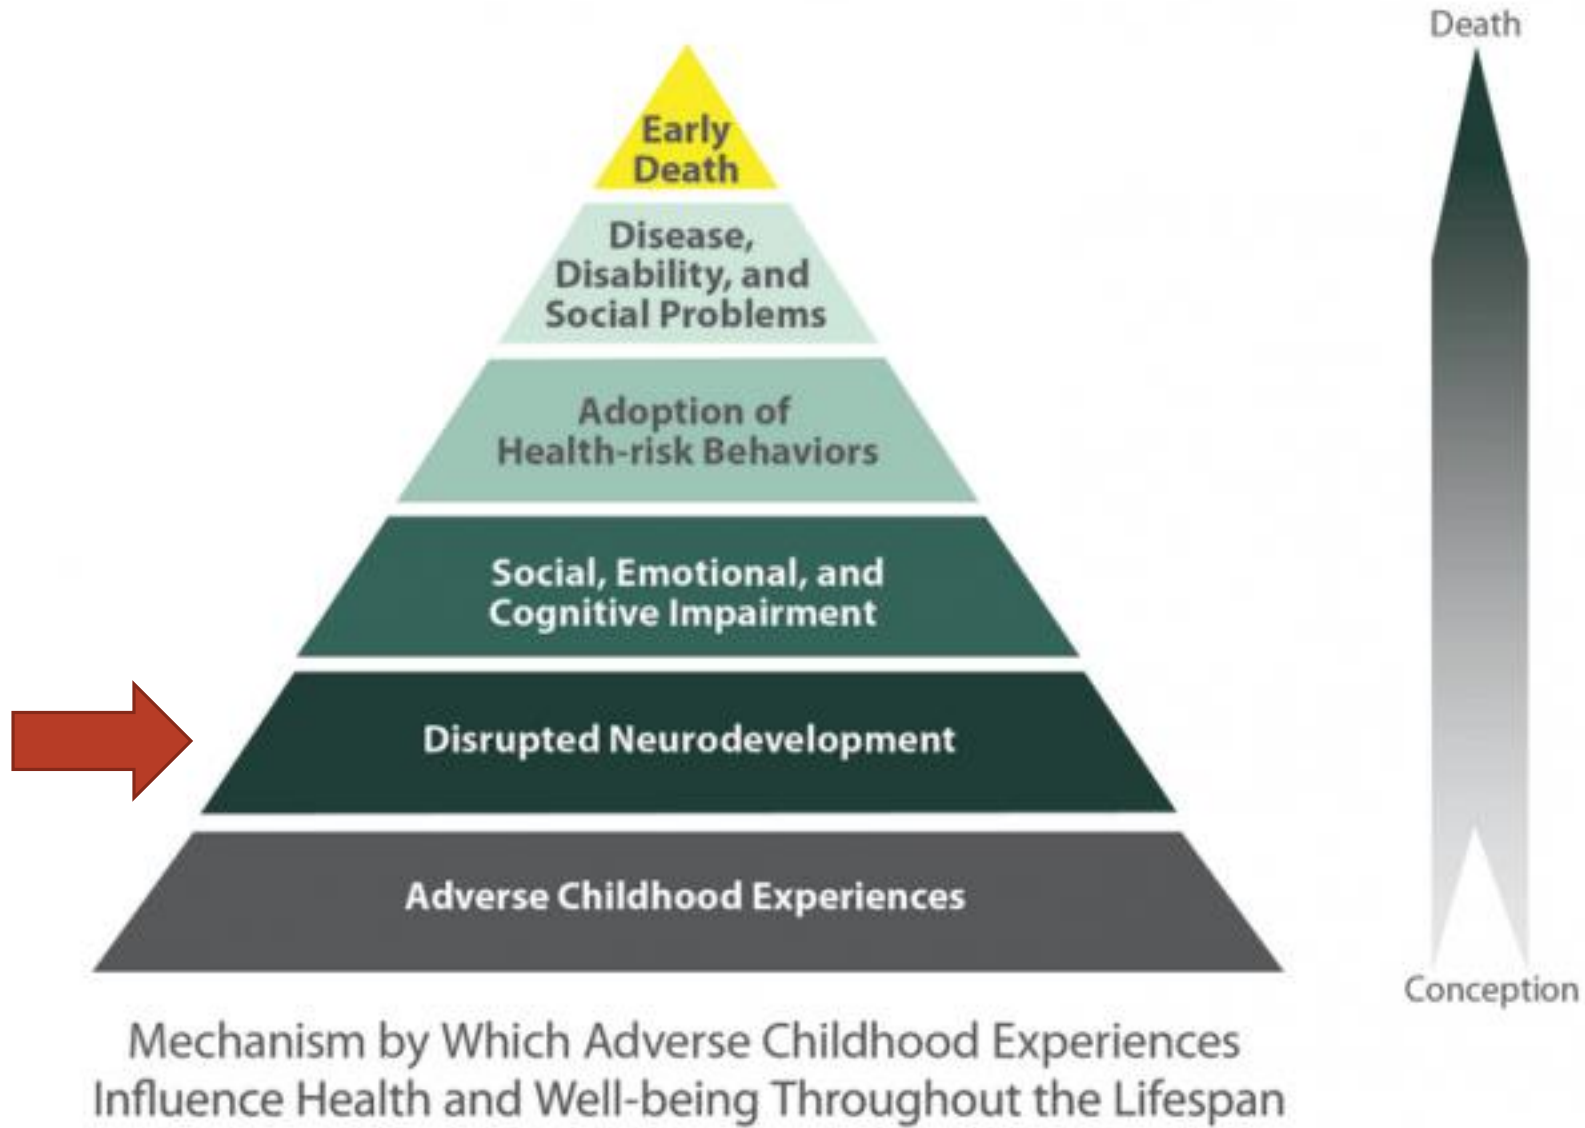 Death
Early
Death
Disease,
Disability, and
Social Problems
Adoption of
Health-risk Behaviors
Social, Emotional, and
Cognitive Impairment
Disrupted Neurodevelopment
Adverse Childhood Experiences
Conception
Mechanism by Which Adverse Childhood Experiences
Influence Health and Well-being Throughout the Lifespan